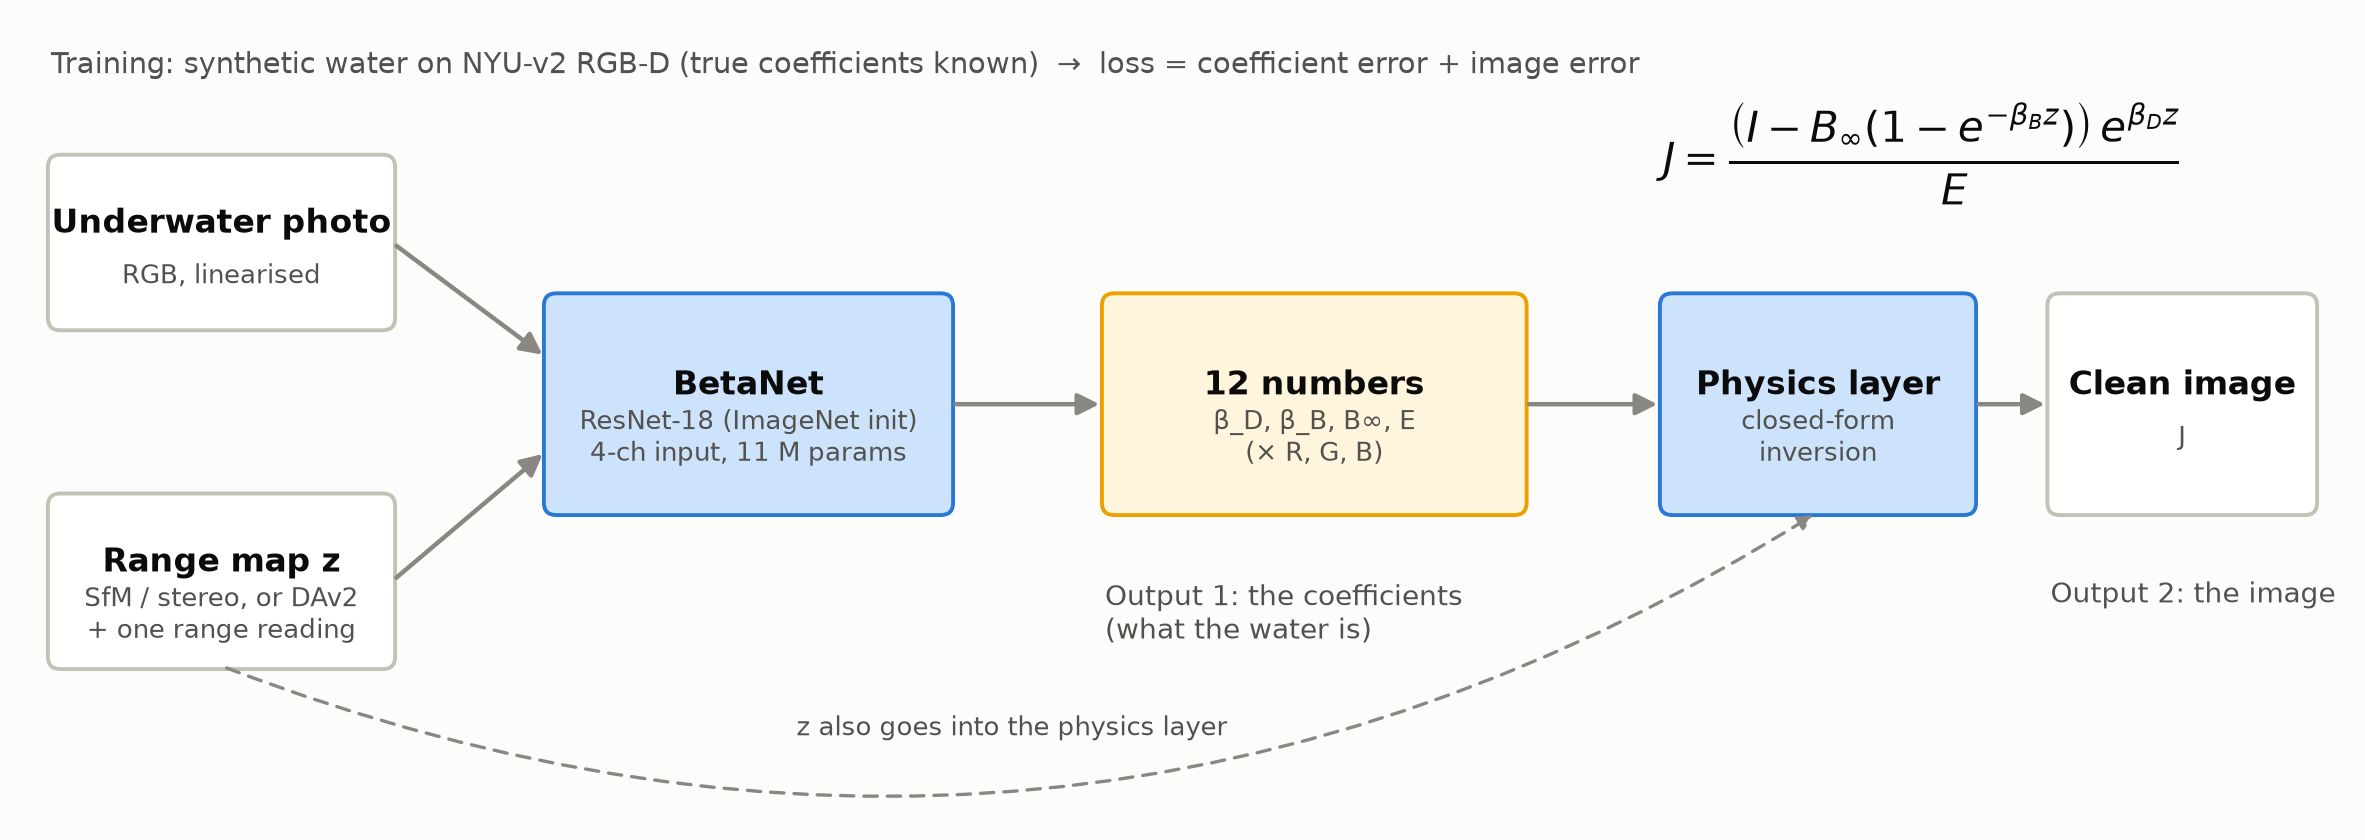 Training: synthetic water on NYU-v2 RGB-D (true coefficients known) → loss = coefficient error + image error
J = (I − B∞(1 − e^{−β_B z})) e^{β_D z} / E
Underwater photo
RGB, linearised
BetaNet
ResNet-18 (ImageNet init)
4-ch input, 11 M params
12 numbers
β_D, β_B, B∞, E
(× R, G, B)
Physics layer
closed-form
inversion
Clean image
J
Range map z
SfM / stereo, or DAv2
+ one range reading
Output 1: the coefficients
(what the water is)
Output 2: the image
z also goes into the physics layer